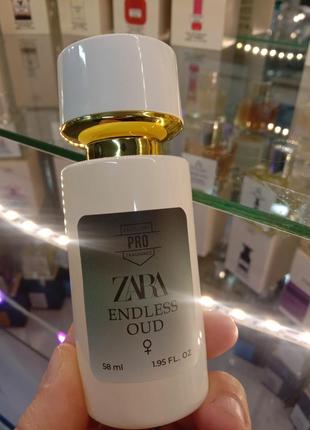 PRO
ZARA
ENDLESS
OUD
♀
58 ml 1.95 FL. OZ